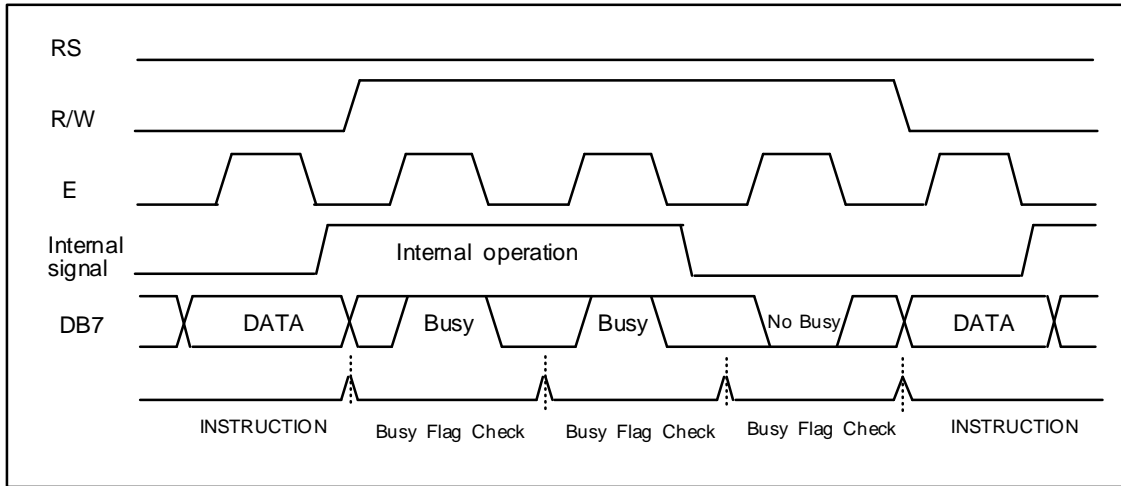 RS
R/W
E
Internal
signal
Internal operation
DB7
DATA
Busy
Busy
No Busy
DATA
INSTRUCTION
Busy Flag Check
Busy Flag Check
Busy Flag Check
INSTRUCTION